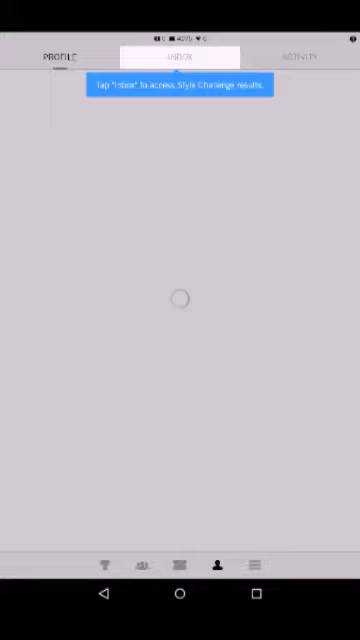 PROFILE
INBOX
ACTIVITY
Tap "Inbox" to access Style Challenge results.